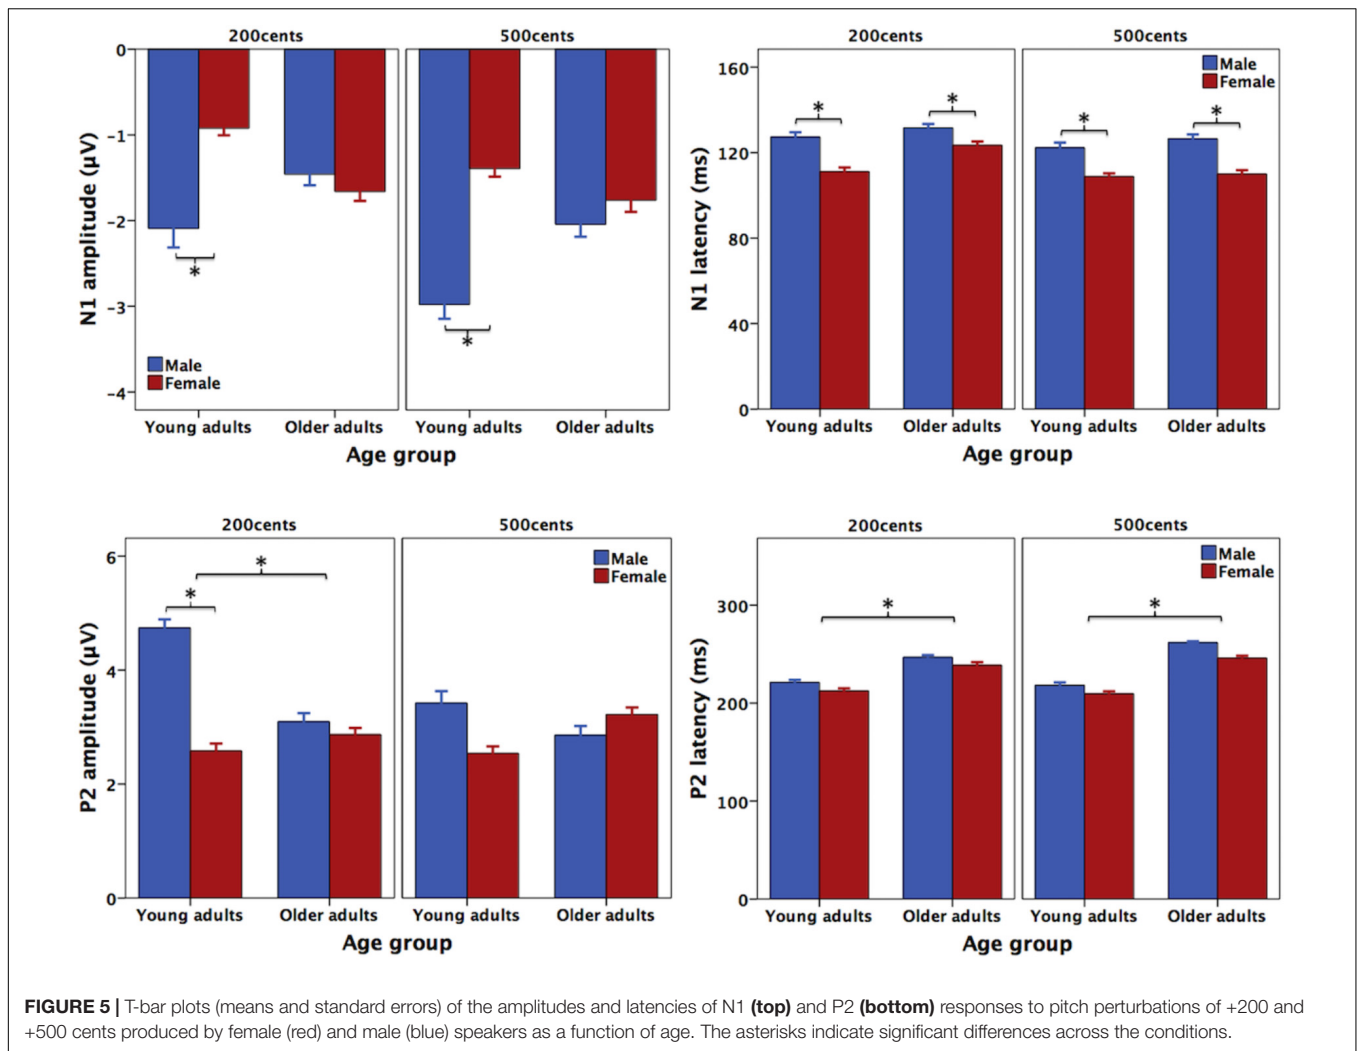 200cents 500cents
0
-1
-2
-3
-4
N1 amplitude (µV)
*
*
Male
Female
Young adults Older adults Young adults Older adults
Age group
200cents 500cents
160
120
80
40
0
N1 latency (ms)
Male
Female
* * * *
Young adults Older adults Young adults Older adults
Age group
200cents 500cents
6
4
2
0
P2 amplitude (µV)
Male
Female
*
*
Young adults Older adults Young adults Older adults
Age group
200cents 500cents
300
200
100
0
P2 latency (ms)
Male
Female
* *
Young adults Older adults Young adults Older adults
Age group
FIGURE 5 | T-bar plots (means and standard errors) of the amplitudes and latencies of N1 (top) and P2 (bottom) responses to pitch perturbations of +200 and
+500 cents produced by female (red) and male (blue) speakers as a function of age. The asterisks indicate significant differences across the conditions.